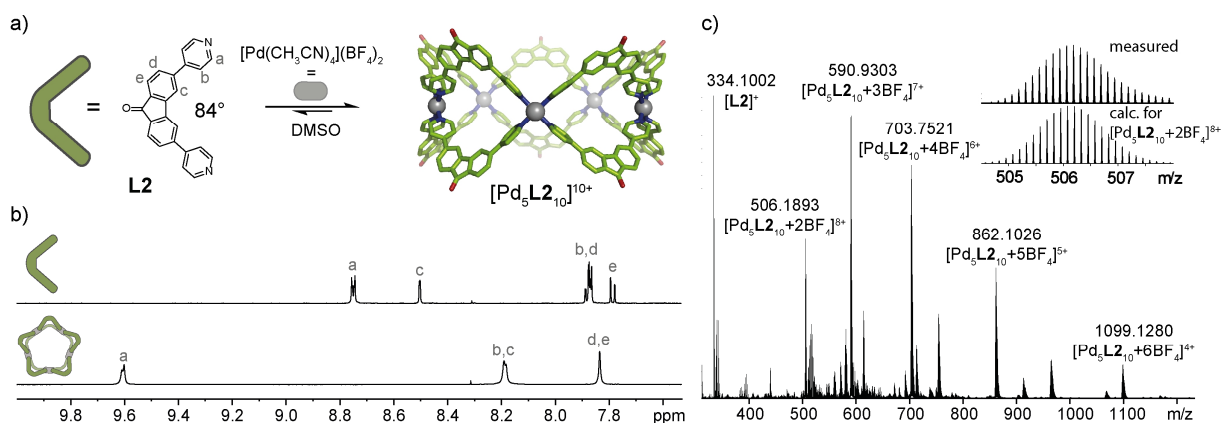 a)
N
a
b
c
d
e
O
84°
N
L2
=
[Pd(CH₃CN)₄](BF₄)₂
=
DMSO
[Pd₅L2₁₀]¹⁰⁺
b)
a
c
b,d
e
a
b,c
d,e
9.8 9.6 9.4 9.2 9.0 8.8 8.6 8.4 8.2 8.0 7.8 ppm
c)
334.1002
[L2]⁺
590.9303
[Pd₅L2₁₀+3BF₄]⁷⁺
703.7521
[Pd₅L2₁₀+4BF₄]⁶⁺
506.1893
[Pd₅L2₁₀+2BF₄]⁸⁺
862.1026
[Pd₅L2₁₀+5BF₄]⁵⁺
1099.1280
[Pd₅L2₁₀+6BF₄]⁴⁺
measured
calc. for
[Pd₅L2₁₀+2BF₄]⁸⁺
505 506 507 m/z
400 500 600 700 800 900 1000 1100 m/z